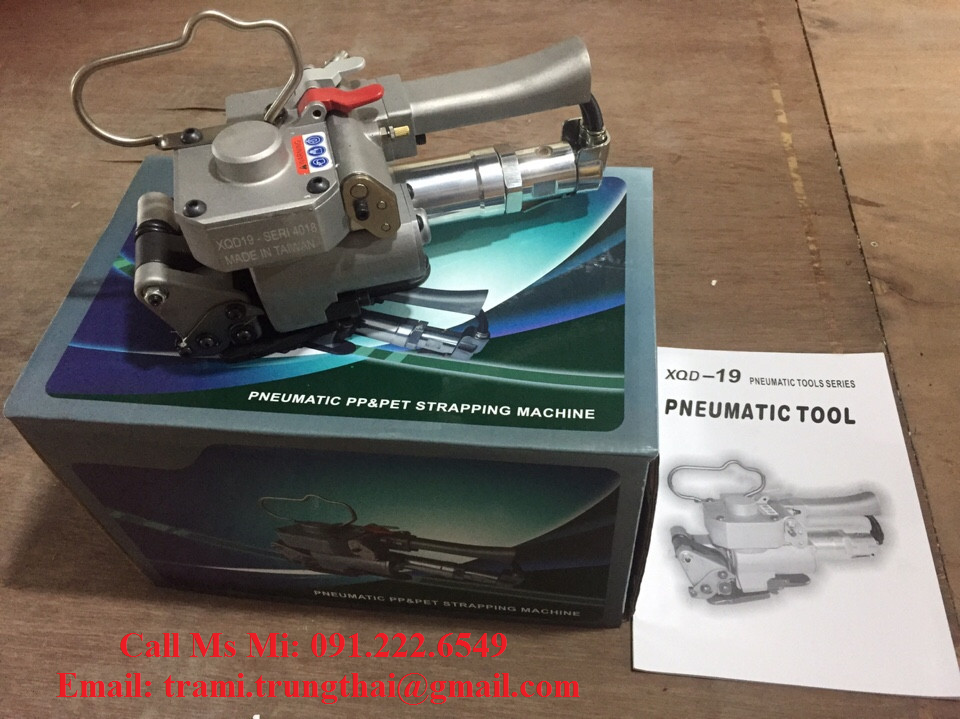 XQD19 - SERI 4018
MADE IN TAIWAN
PNEUMATIC PP&PET STRAPPING MACHINE
XQD-19 PNEUMATIC TOOLS SERIES
PNEUMATIC TOOL
PNEUMATIC PP&PET STRAPPING MACHINE
Call Ms Mi: 091.222.6549
Email: trami.trungthai@gmail.com